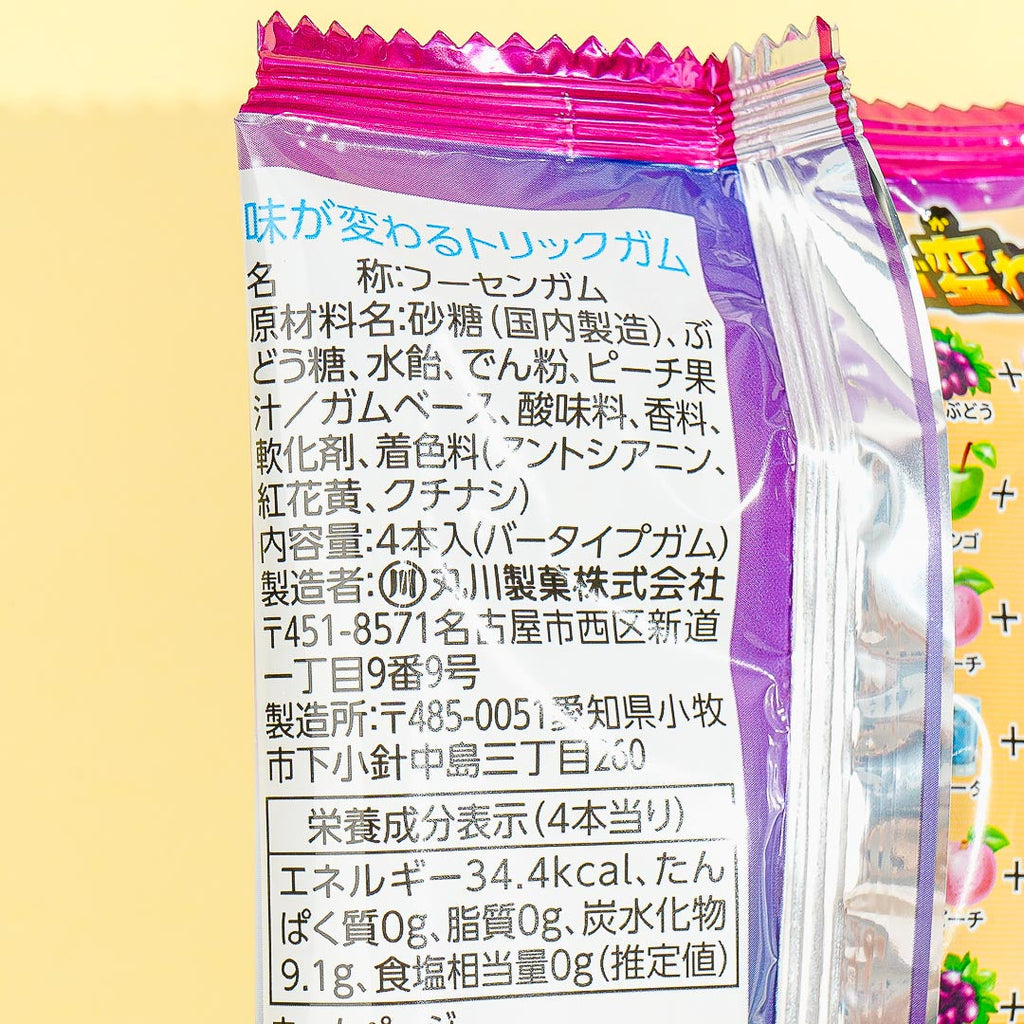 味が変わるトリックガム
名　　称:フーセンガム
原材料名:砂糖(国内製造)、ぶ
どう糖、水飴、でん粉、ピーチ果
汁／ガムベース、酸味料、香料、
軟化剤、着色料(アントシアニン、
紅花黄、クチナシ)
内容量:4本入(バータイプガム)
製造者:川丸川製菓株式会社
〒451-8571名古屋市西区新道
一丁目9番9号
製造所:〒485-0051愛知県小牧
市下小針中島三丁目260
栄養成分表示(4本当り)
エネルギー34.4kcal、たん
ぱく質0g、脂質0g、炭水化物
9.1g、食塩相当量0g(推定値)
変わ
ぶどう
+
+
ンゴ
+
ーチ
+
+
ーチ
+